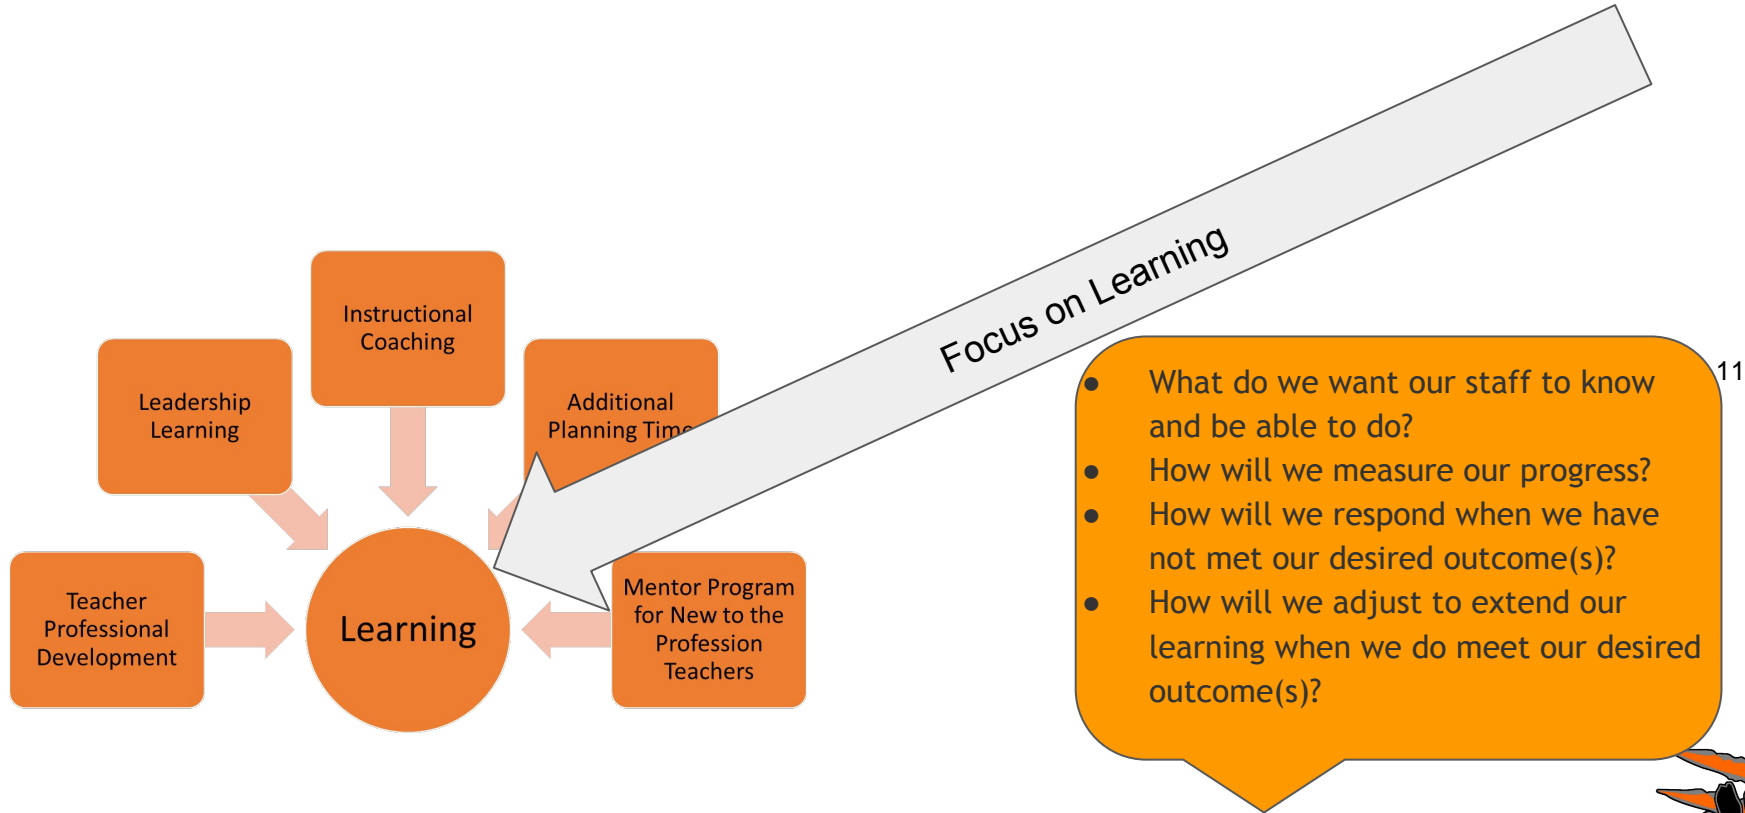 Instructional
Coaching
Leadership
Learning
Additional
Planning Time
Teacher
Professional
Development
Learning
Mentor Program
for New to the
Profession
Teachers
Focus on Learning
● What do we want our staff to know
and be able to do?
● How will we measure our progress?
● How will we respond when we have
not met our desired outcome(s)?
● How will we adjust to extend our
learning when we do meet our desired
outcome(s)?
11